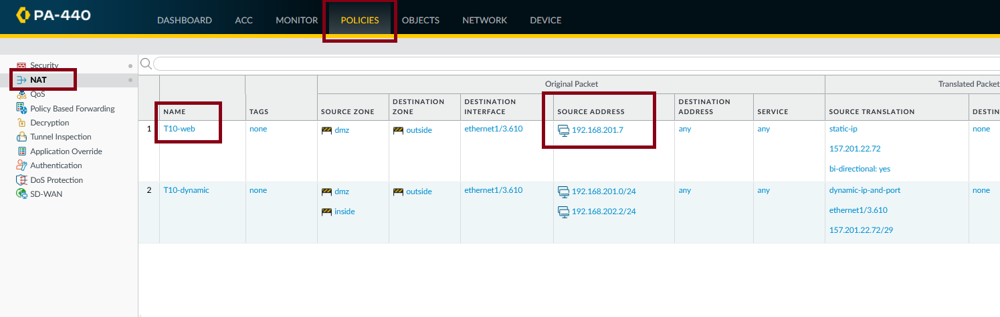 PA-440
DASHBOARD ACC MONITOR POLICIES OBJECTS NETWORK DEVICE
Security
NAT
QoS
Policy Based Forwarding
Decryption
Tunnel Inspection
Application Override
Authentication
DoS Protection
SD-WAN
Original Packet Translated Packet
NAME TAGS SOURCE ZONE DESTINATION ZONE DESTINATION INTERFACE SOURCE ADDRESS DESTINATION ADDRESS SERVICE SOURCE TRANSLATION DESTIN
1 T10-web none dmz outside ethernet1/3.610 192.168.201.7 any any static-ip none
157.201.22.72
bi-directional: yes
2 T10-dynamic none dmz outside ethernet1/3.610 192.168.201.0/24 any any dynamic-ip-and-port none
inside 192.168.202.2/24 ethernet1/3.610
157.201.22.72/29